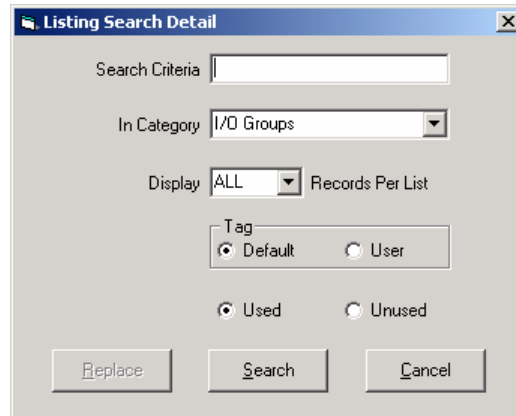 Listing Search Detail
Search Criteria
In Category I/O Groups
Display ALL Records Per List
Tag
Default User
Used Unused
Replace Search Cancel